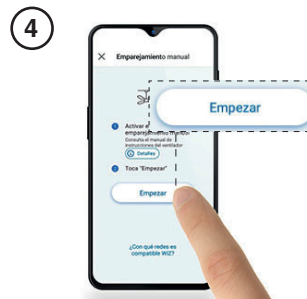 4
Emparejamiento manual
Activar e
emparejamiento
Consulta el manual de
instrucciones del ventilador
Detalles
Toca "Empezar"
Empezar
Empezar
¿Con qué redes es
compatible WiZ?